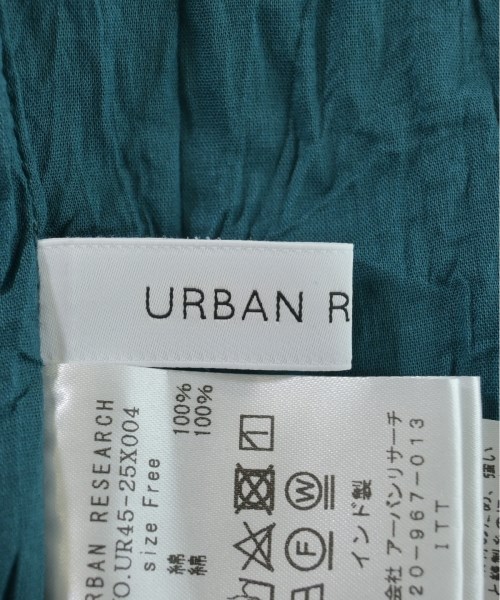 URBAN R
RBAN RESEARCH
O.UR45-25X004
size Free
綿 100%
綿 100%
W
F
インド製
会社 アーバンリサーチ
20-967-013
ITT